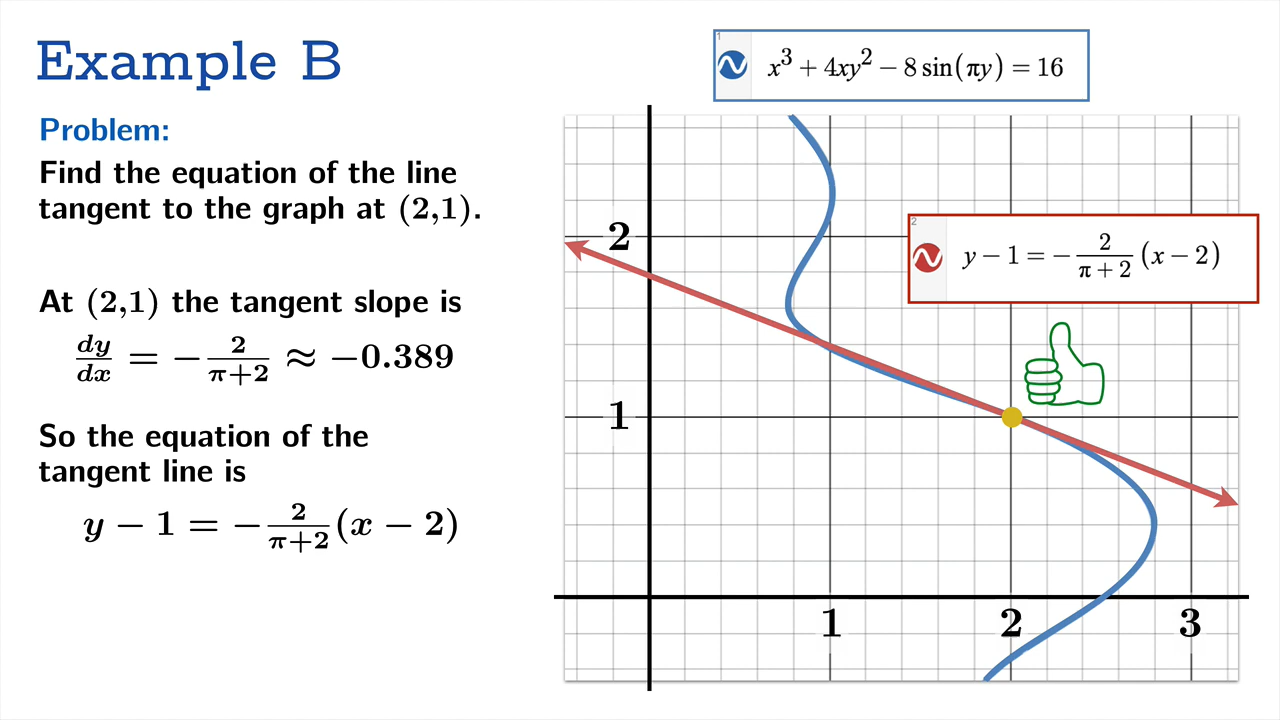 Example B
Problem:
Find the equation of the line
tangent to the graph at (2,1).
At (2,1) the tangent slope is
dy/dx = −2/(π+2) ≈ −0.389
So the equation of the
tangent line is
y − 1 = −2/(π+2)(x − 2)
1
x³ + 4xy² − 8 sin(πy) = 16
2
y − 1 = −2/(π + 2)(x − 2)
2
1
1 2 3